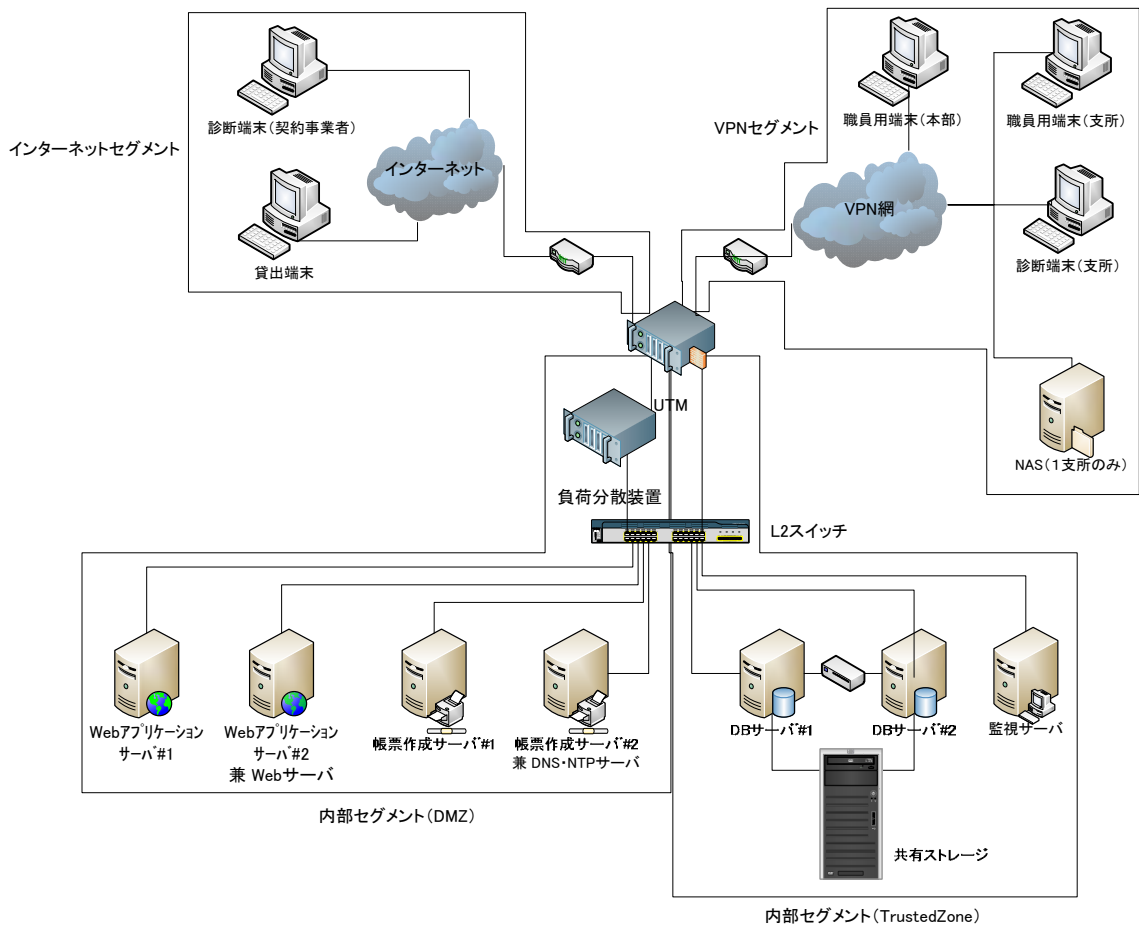 診断端末(契約事業者)
インターネットセグメント
インターネット
貸出端末
職員用端末(本部)
職員用端末(支所)
VPNセグメント
VPN網
診断端末(支所)
NAS(1支所のみ)
UTM
負荷分散装置
L2スイッチ
Webアプリケーション
サーバ#1
Webアプリケーション
サーバ#2
兼 Webサーバ
帳票作成サーバ#1
帳票作成サーバ#2
兼 DNS・NTPサーバ
DBサーバ#1
DBサーバ#2
監視サーバ
共有ストレージ
内部セグメント(DMZ)
内部セグメント(TrustedZone)